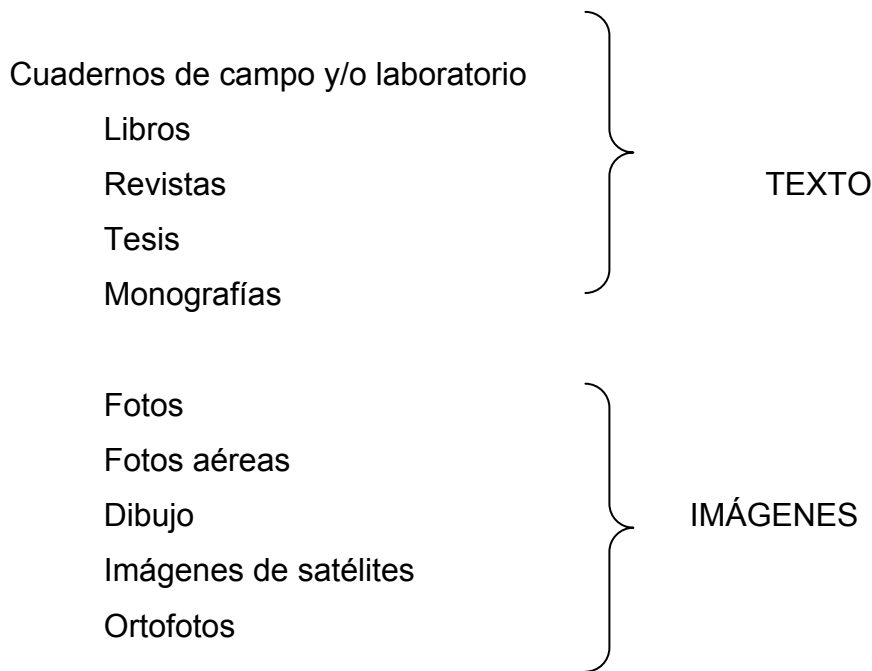 Cuadernos de campo y/o laboratorio
Libros
Revistas
TEXTO
Tesis
Monografías
Fotos
Fotos aéreas
Dibujo
IMÁGENES
Imágenes de satélites
Ortofotos